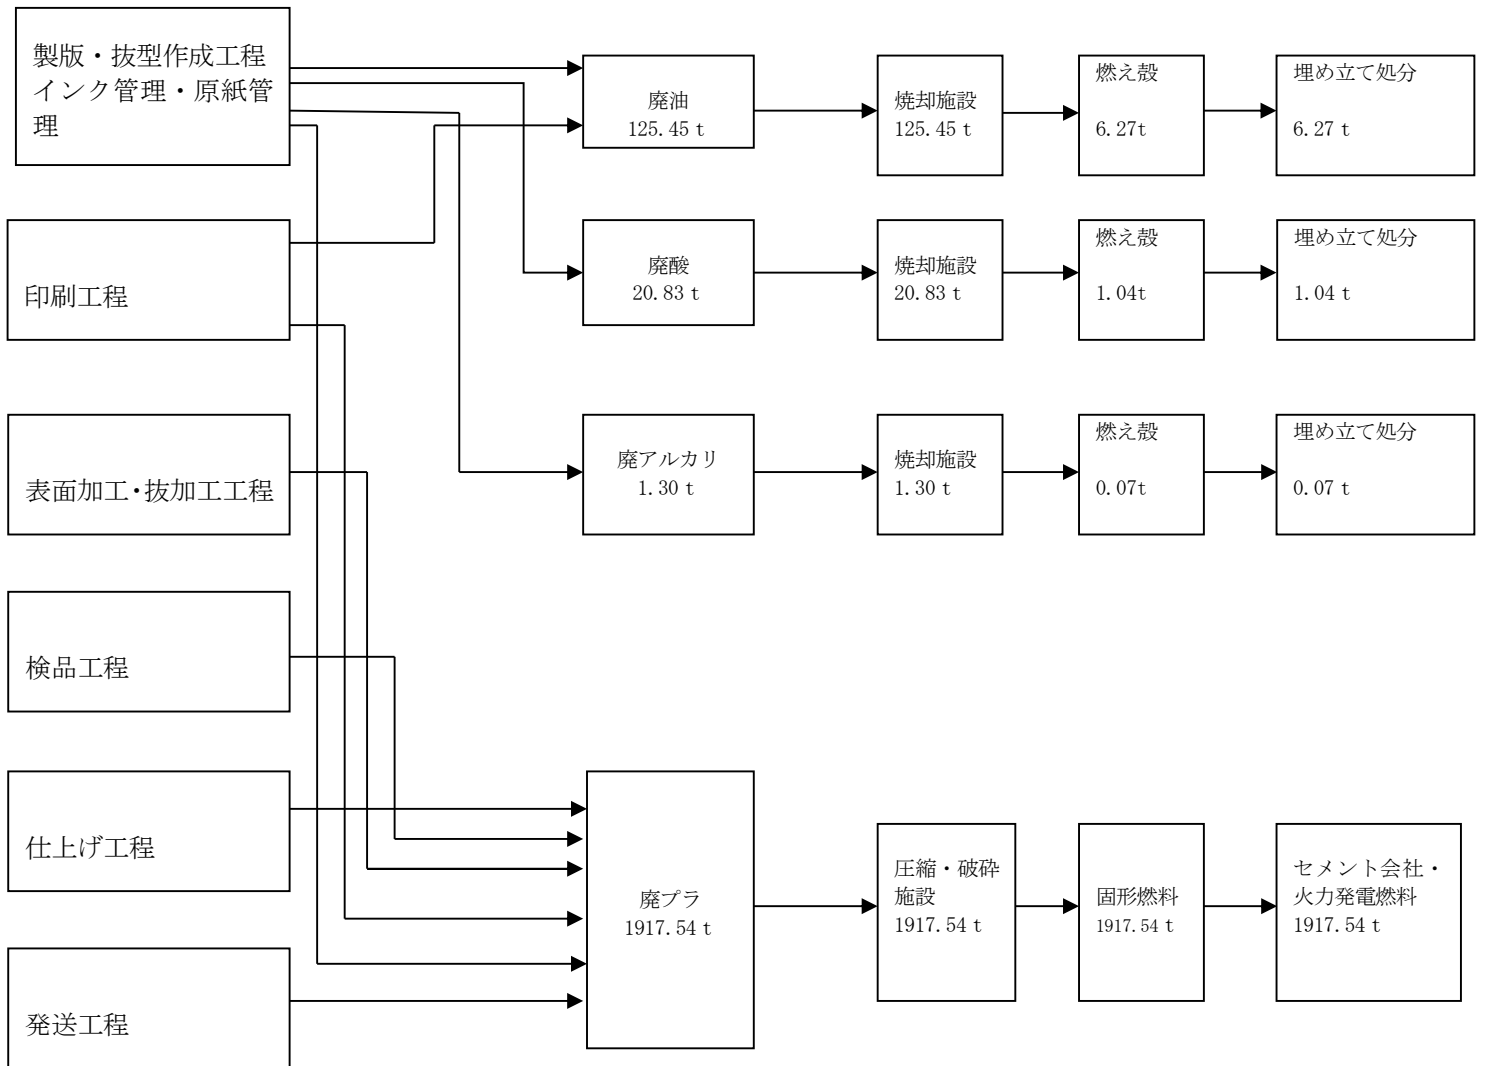 製版・抜型作成工程
インク管理・原紙管
理
廃油
125.45 t
焼却施設
125.45 t
燃え殻
6.27t
埋め立て処分
6.27 t
印刷工程
廃酸
20.83 t
焼却施設
20.83 t
燃え殻
1.04t
埋め立て処分
1.04 t
表面加工・抜加工工程
廃アルカリ
1.30 t
焼却施設
1.30 t
燃え殻
0.07t
埋め立て処分
0.07 t
検品工程
仕上げ工程
廃プラ
1917.54 t
圧縮・破砕
施設
1917.54 t
固形燃料
1917.54 t
セメント会社・
火力発電燃料
1917.54 t
発送工程